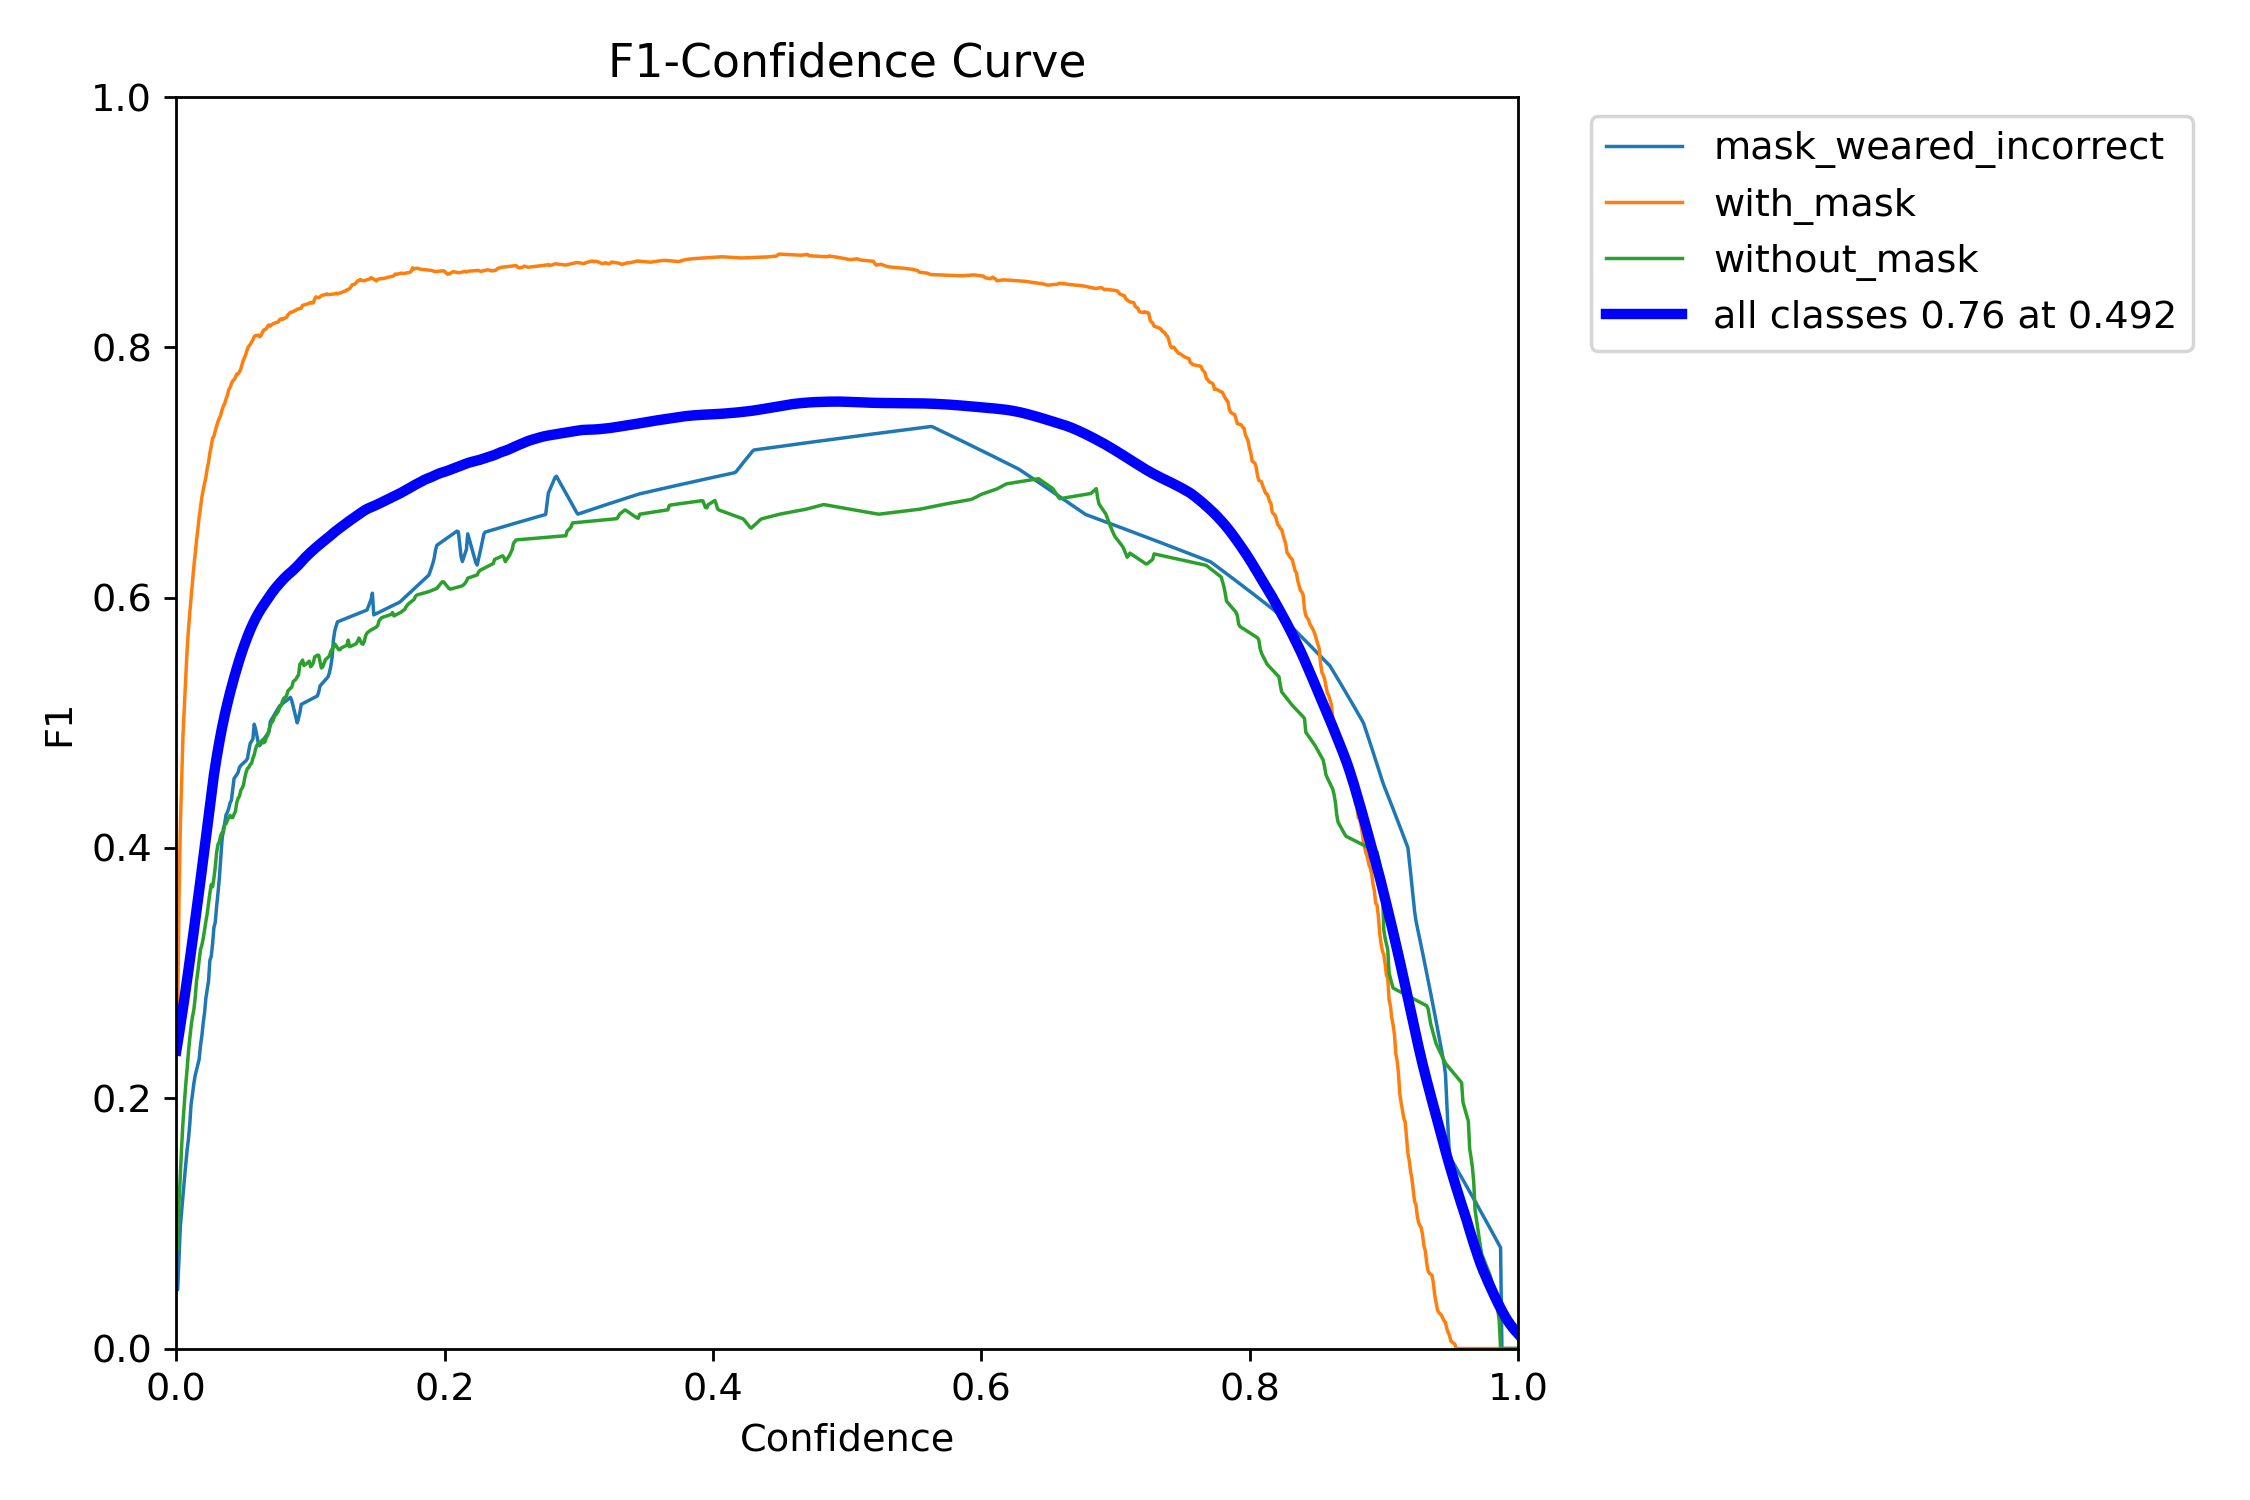 F1-Confidence Curve
1.0
0.8
0.6
0.4
0.2
0.0
F1
0.0 0.2 0.4 0.6 0.8 1.0
Confidence
mask_weared_incorrect
with_mask
without_mask
all classes 0.76 at 0.492